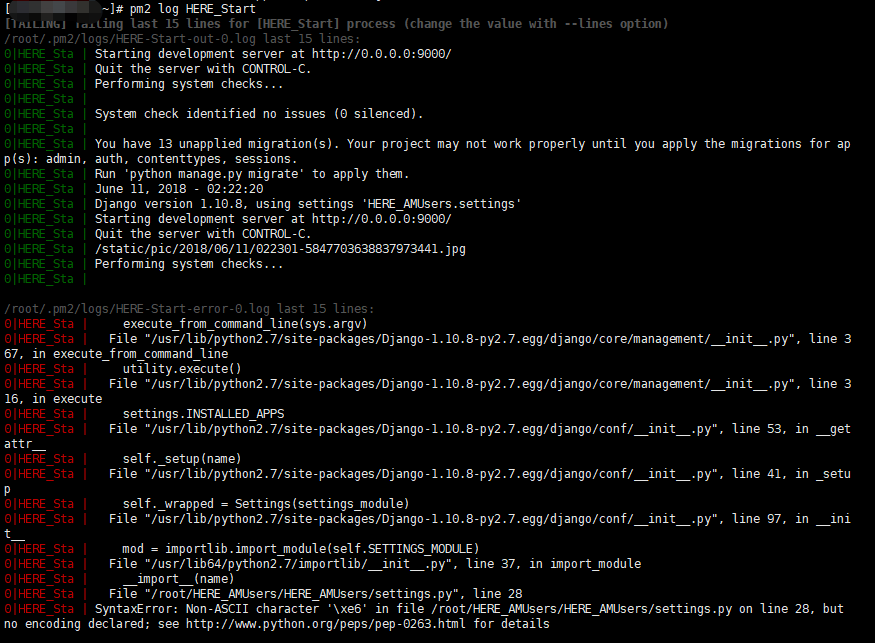 [ ~]# pm2 log HERE_Start
[TAILING] Tailing last 15 lines for [HERE_Start] process (change the value with --lines option)
/root/.pm2/logs/HERE-Start-out-0.log last 15 lines:
0|HERE_Sta | Starting development server at http://0.0.0.0:9000/
0|HERE_Sta | Quit the server with CONTROL-C.
0|HERE_Sta | Performing system checks...
0|HERE_Sta |
0|HERE_Sta | System check identified no issues (0 silenced).
0|HERE_Sta |
0|HERE_Sta | You have 13 unapplied migration(s). Your project may not work properly until you apply the migrations for ap
p(s): admin, auth, contenttypes, sessions.
0|HERE_Sta | Run 'python manage.py migrate' to apply them.
0|HERE_Sta | June 11, 2018 - 02:22:20
0|HERE_Sta | Django version 1.10.8, using settings 'HERE_AMUsers.settings'
0|HERE_Sta | Starting development server at http://0.0.0.0:9000/
0|HERE_Sta | Quit the server with CONTROL-C.
0|HERE_Sta | /static/pic/2018/06/11/022301-5847703638837973441.jpg
0|HERE_Sta | Performing system checks...
0|HERE_Sta |
/root/.pm2/logs/HERE-Start-error-0.log last 15 lines:
0|HERE_Sta |     execute_from_command_line(sys.argv)
0|HERE_Sta |   File "/usr/lib/python2.7/site-packages/Django-1.10.8-py2.7.egg/django/core/management/__init__.py", line 3
67, in execute_from_command_line
0|HERE_Sta |     utility.execute()
0|HERE_Sta |   File "/usr/lib/python2.7/site-packages/Django-1.10.8-py2.7.egg/django/core/management/__init__.py", line 3
16, in execute
0|HERE_Sta |     settings.INSTALLED_APPS
0|HERE_Sta |   File "/usr/lib/python2.7/site-packages/Django-1.10.8-py2.7.egg/django/conf/__init__.py", line 53, in __get
attr__
0|HERE_Sta |     self._setup(name)
0|HERE_Sta |   File "/usr/lib/python2.7/site-packages/Django-1.10.8-py2.7.egg/django/conf/__init__.py", line 41, in _setu
p
0|HERE_Sta |     self._wrapped = Settings(settings_module)
0|HERE_Sta |   File "/usr/lib/python2.7/site-packages/Django-1.10.8-py2.7.egg/django/conf/__init__.py", line 97, in __ini
t__
0|HERE_Sta |     mod = importlib.import_module(self.SETTINGS_MODULE)
0|HERE_Sta |   File "/usr/lib64/python2.7/importlib/__init__.py", line 37, in import_module
0|HERE_Sta |     __import__(name)
0|HERE_Sta |   File "/root/HERE_AMUsers/HERE_AMUsers/settings.py", line 28
0|HERE_Sta | SyntaxError: Non-ASCII character '\xe6' in file /root/HERE_AMUsers/HERE_AMUsers/settings.py on line 28, but
no encoding declared; see http://www.python.org/peps/pep-0263.html for details